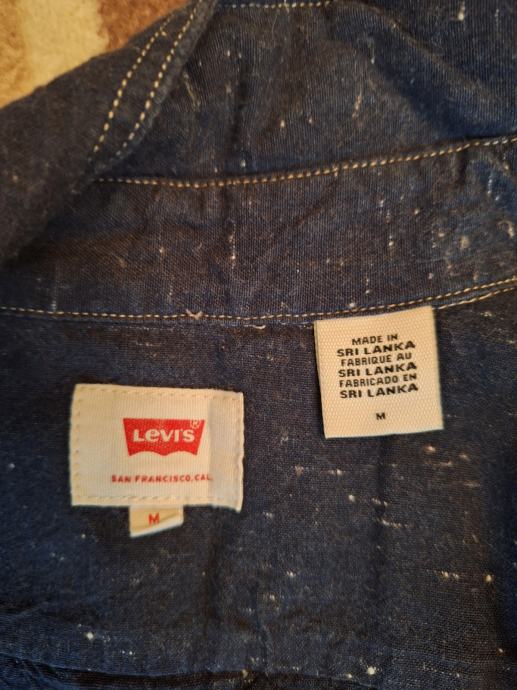 MADE IN
SRI LANKA
FABRIQUE AU
SRI LANKA
FABRICADO EN
SRI LANKA
M
LEVI'S®
SAN FRANCISCO, CAL.
M